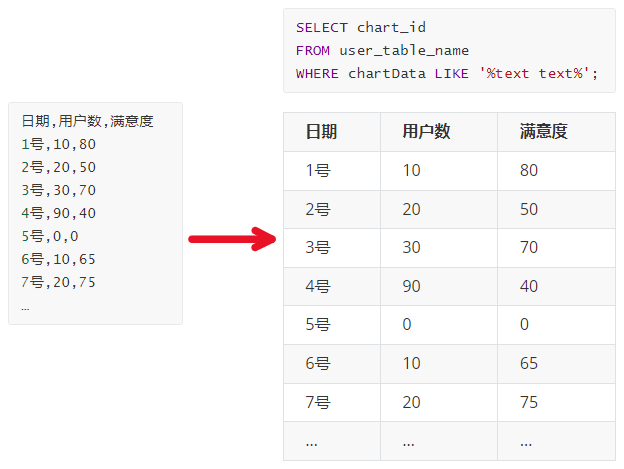 SELECT chart_id
FROM user_table_name
WHERE chartData LIKE '%text text%';
日期,用户数,满意度
1号,10,80
2号,20,50
3号,30,70
4号,90,40
5号,0,0
6号,10,65
7号,20,75
…
日期 用户数 满意度
1号 10 80
2号 20 50
3号 30 70
4号 90 40
5号 0 0
6号 10 65
7号 20 75
… … …